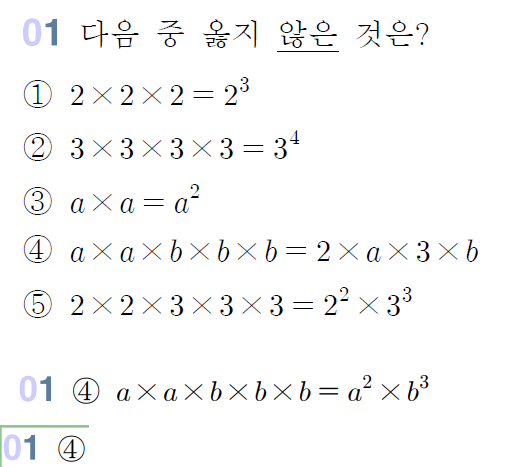 01 다음 중 옳지 않은 것은?
① 2×2×2=2³
② 3×3×3×3=3⁴
③ a×a=a²
④ a×a×b×b×b=2×a×3×b
⑤ 2×2×3×3×3=2²×3³
01 ④ a×a×b×b×b=a²×b³
01 ④